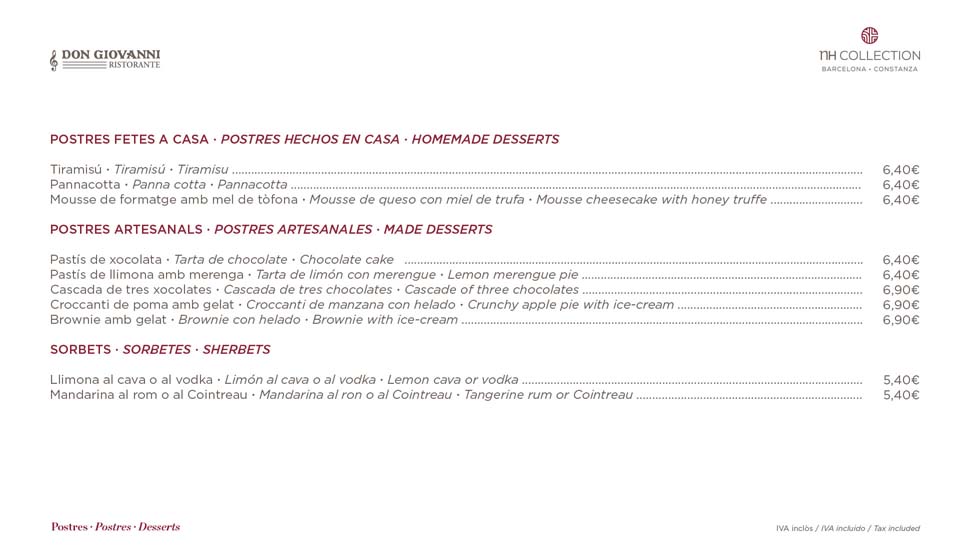 DON GIOVANNI
RISTORANTE
NH COLLECTION
BARCELONA · CONSTANZA
POSTRES FETES A CASA · POSTRES HECHOS EN CASA · HOMEMADE DESSERTS
Tiramisú · Tiramisú · Tiramisu ........ 6,40€
Pannacotta · Panna cotta · Pannacotta ........ 6,40€
Mousse de formatge amb mel de tòfona · Mousse de queso con miel de trufa · Mousse cheesecake with honey truffe ........ 6,40€
POSTRES ARTESANALS · POSTRES ARTESANALES · MADE DESSERTS
Pastís de xocolata · Tarta de chocolate · Chocolate cake ........ 6,40€
Pastís de llimona amb merenga · Tarta de limón con merengue · Lemon merengue pie ........ 6,40€
Cascada de tres xocolates · Cascada de tres chocolates · Cascade of three chocolates ........ 6,90€
Croccanti de poma amb gelat · Croccanti de manzana con helado · Crunchy apple pie with ice-cream ........ 6,90€
Brownie amb gelat · Brownie con helado · Brownie with ice-cream ........ 6,90€
SORBETS · SORBETES · SHERBETS
Llimona al cava o al vodka · Limón al cava o al vodka · Lemon cava or vodka ........ 5,40€
Mandarina al rom o al Cointreau · Mandarina al ron o al Cointreau · Tangerine rum or Cointreau ........ 5,40€
Postres · Postres · Desserts
IVA inclòs / IVA incluido / Tax included